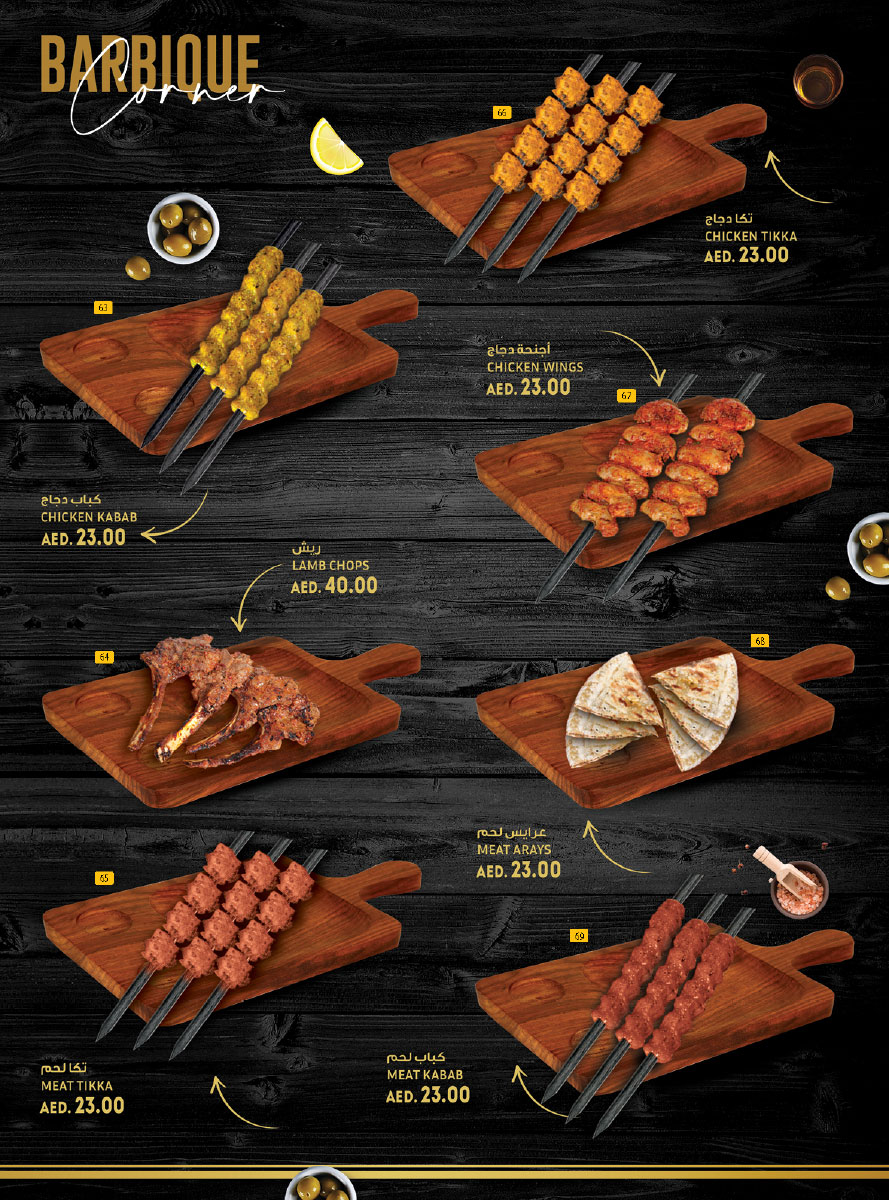 BARBIQUE
Corner
66
تكا دجاج
CHICKEN TIKKA
AED. 23.00
63
كباب دجاج
CHICKEN KABAB
AED. 23.00
أجنحة دجاج
CHICKEN WINGS
AED. 23.00
67
ريش
LAMB CHOPS
AED. 40.00
64
68
عرايس لحم
MEAT ARAYS
AED. 23.00
65
تكا لحم
MEAT TIKKA
AED. 23.00
69
كباب لحم
MEAT KABAB
AED. 23.00